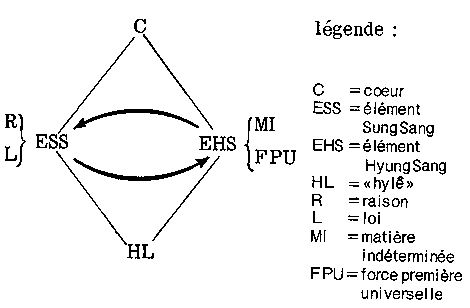 C
R
L
ESS
EHS
MI
FPU
HL
légende :
C = coeur
ESS = élément
SungSang
EHS = élément
HyungSang
HL = «hylê»
R = raison
L = loi
MI = matière
indéterminée
FPU = force première
universelle